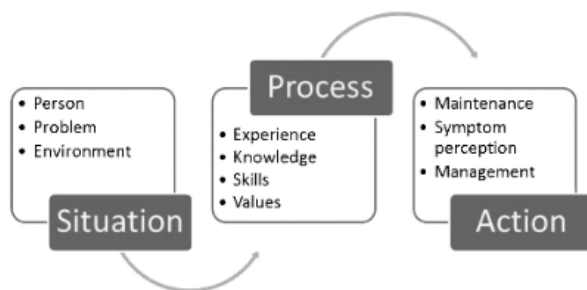 • Person
• Problem
• Environment
Situation
Process
• Experience
• Knowledge
• Skills
• Values
• Maintenance
• Symptom
perception
• Management
Action